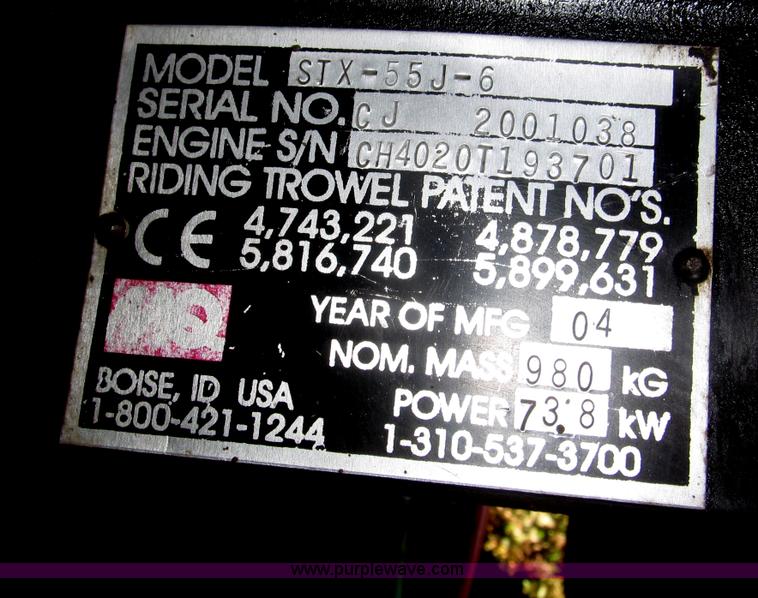 MODEL STX-55J-6
SERIAL NO. CJ 2001038
ENGINE S/N CH4020T193701
RIDING TROWEL PATENT NO'S.
CE 4,743,221 4,878,779
5,816,740 5,899,631
MQ
YEAR OF MFG 04
NOM. MASS 980 KG
POWER 73.8 kW
BOISE, ID USA
1-800-421-1244 1-310-537-3700
www.purplewave.com